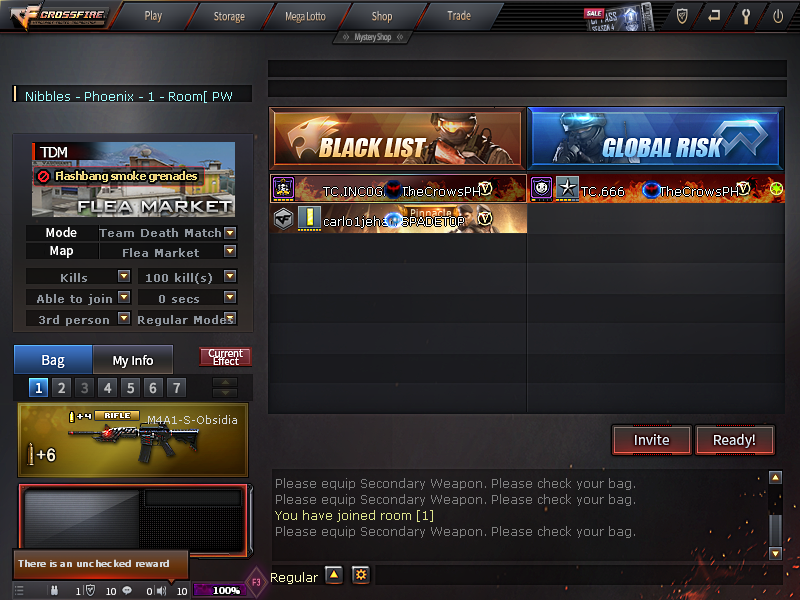 CROSSFIRE
Play
Storage
Mega Lotto
Shop
Trade
SALE
Mystery Shop
Nibbles - Phoenix - 1 - Room[ PW
TDM
Flashbang smoke grenades
FLEA MARKET
Mode Team Death Match
Map Flea Market
Kills 100 kill(s)
Able to join 0 secs
3rd person Regular Modes
Bag
My Info
Current Effect
1 2 3 4 5 6 7
+4 RIFLE M4A1-S-Obsidia
+6
There is an unchecked reward
1 10 0 10 100% F3
BLACK LIST
GLOBAL RISK
TC.INCOG. TheCrowsPH V
TC.666 TheCrowsPH V
carlo1jeha SPADETOP V
Pinnacle
Invite
Ready!
Please equip Secondary Weapon. Please check your bag.
Please equip Secondary Weapon. Please check your bag.
You have joined room [1]
Please equip Secondary Weapon. Please check your bag.
Regular